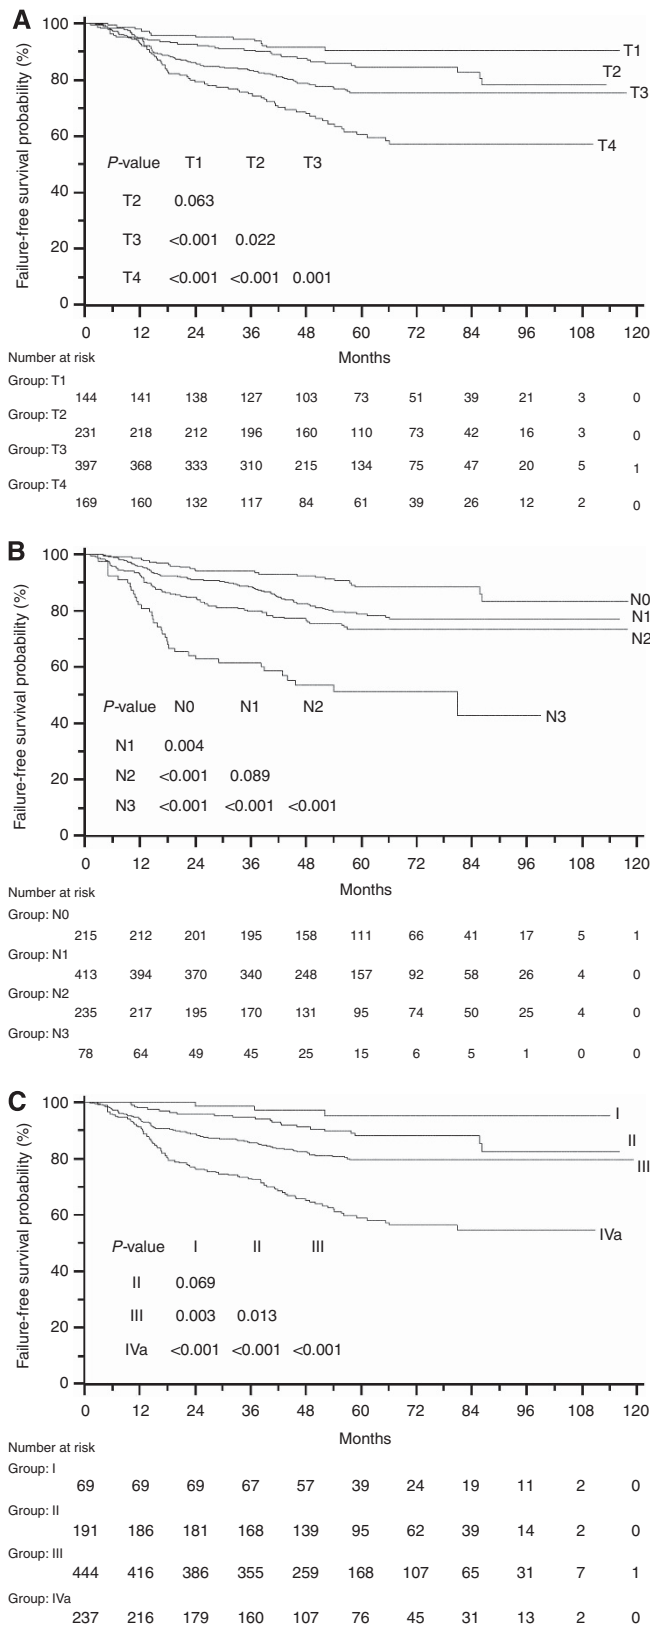 A
Failure-free survival probability (%)
100
80
60
40
20
0
T1
T2
T3
T4
P-value T1 T2 T3
T2 0.063
T3 <0.001 0.022
T4 <0.001 <0.001 0.001
0 12 24 36 48 60 72 84 96 108 120
Months
Number at risk
Group: T1
144 141 138 127 103 73 51 39 21 3 0
Group: T2
231 218 212 196 160 110 73 42 16 3 0
Group: T3
397 368 333 310 215 134 75 47 20 5 1
Group: T4
169 160 132 117 84 61 39 26 12 2 0
B
Failure-free survival probability (%)
100
80
60
40
20
0
N0
N1
N2
N3
P-value N0 N1 N2
N1 0.004
N2 <0.001 0.089
N3 <0.001 <0.001 <0.001
0 12 24 36 48 60 72 84 96 108 120
Months
Number at risk
Group: N0
215 212 201 195 158 111 66 41 17 5 1
Group: N1
413 394 370 340 248 157 92 58 26 4 0
Group: N2
235 217 195 170 131 95 74 50 25 4 0
Group: N3
78 64 49 45 25 15 6 5 1 0 0
C
Failure-free survival probability (%)
100
80
60
40
20
0
I
II
III
IVa
P-value I II III
II 0.069
III 0.003 0.013
IVa <0.001 <0.001 <0.001
0 12 24 36 48 60 72 84 96 108 120
Months
Number at risk
Group: I
69 69 69 67 57 39 24 19 11 2 0
Group: II
191 186 181 168 139 95 62 39 14 2 0
Group: III
444 416 386 355 259 168 107 65 31 7 1
Group: IVa
237 216 179 160 107 76 45 31 13 2 0